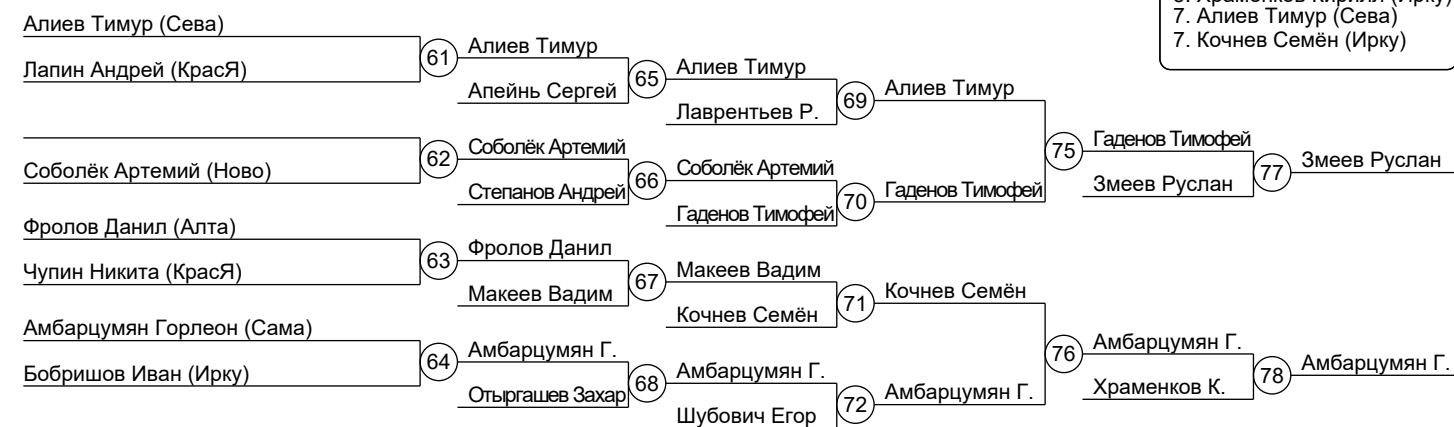 5. Храменков Кирилл (Ирку)
7. Алиев Тимур (Сева)
7. Кочнев Семён (Ирку)
Алиев Тимур (Сева)
Лапин Андрей (КрасЯ)
61
Алиев Тимур
Апейнь Сергей
65
Алиев Тимур
Лаврентьев Р.
69
Алиев Тимур
Соболёк Артемий (Ново)
62
Соболёк Артемий
Степанов Андрей
66
Соболёк Артемий
Гаденов Тимофей
70
Гаденов Тимофей
75
Гаденов Тимофей
Змеев Руслан
77
Змеев Руслан
Фролов Данил (Алта)
Чупин Никита (КрасЯ)
63
Фролов Данил
Макеев Вадим
67
Макеев Вадим
Кочнев Семён
71
Кочнев Семён
Амбарцумян Горлеон (Сама)
Бобришов Иван (Ирку)
64
Амбарцумян Г.
Отыргашев Захар
68
Амбарцумян Г.
Шубович Егор
72
Амбарцумян Г.
76
Амбарцумян Г.
Храменков К.
78
Амбарцумян Г.